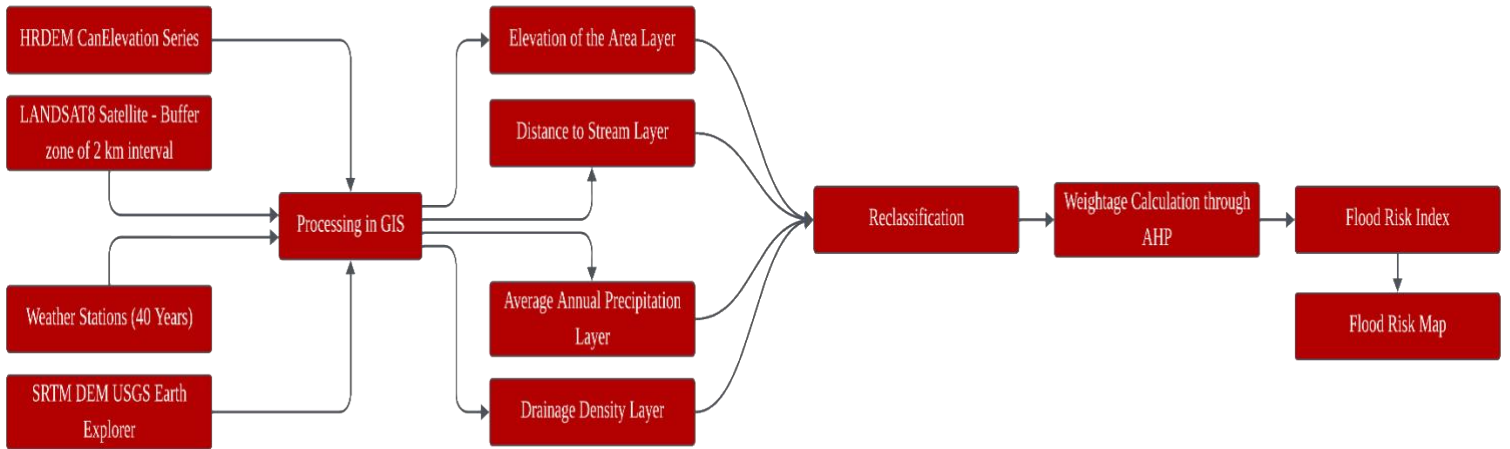 HRDEM CanElevation Series
LANDSAT8 Satellite - Buffer
zone of 2 km interval
Weather Stations (40 Years)
SRTM DEM USGS Earth
Explorer
Processing in GIS
Elevation of the Area Layer
Distance to Stream Layer
Average Annual Precipitation
Layer
Drainage Density Layer
Reclassification
Weightage Calculation through
AHP
Flood Risk Index
Flood Risk Map